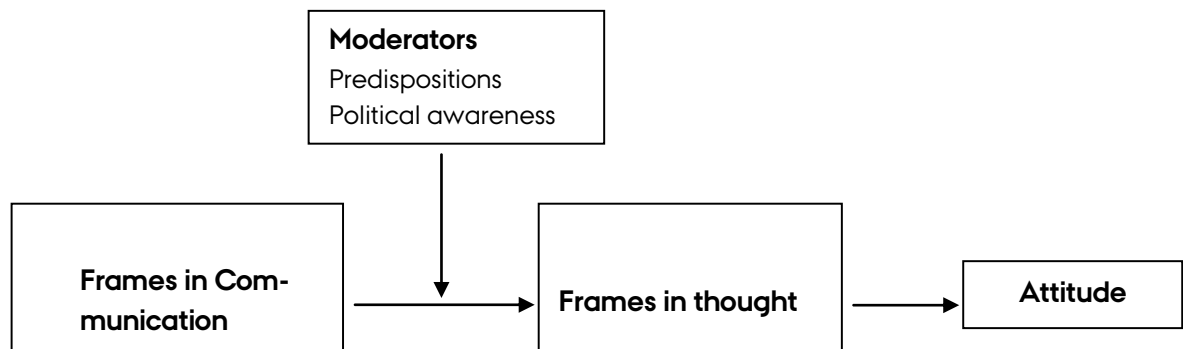 Moderators
Predispositions
Political awareness
Frames in Com-
munication
Frames in thought
Attitude